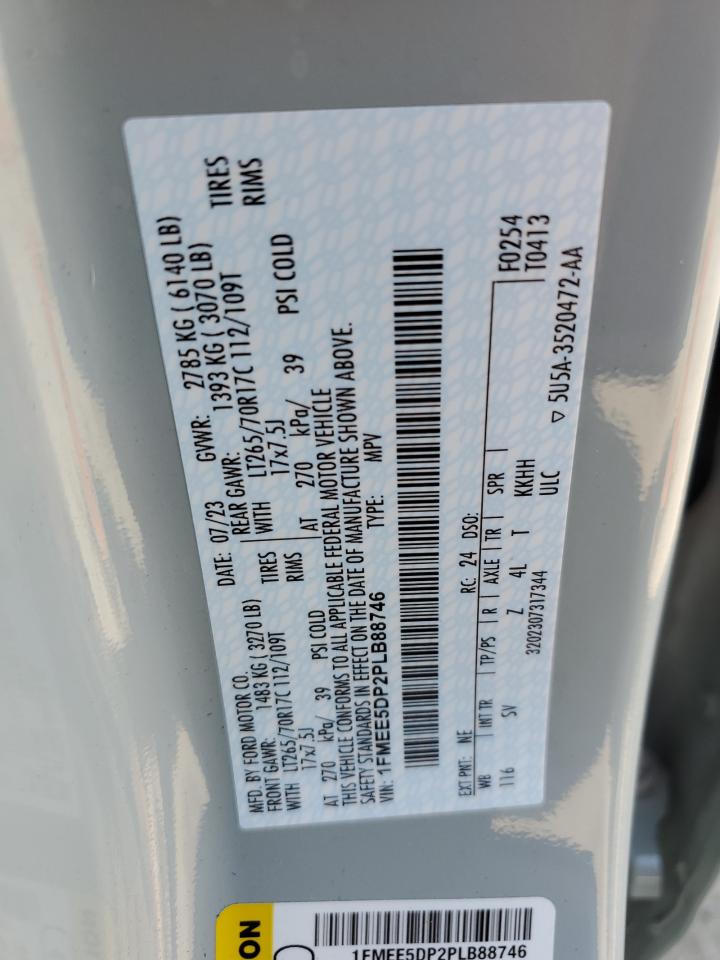 MFD. BY FORD MOTOR CO.
DATE: 07/23 GVWR: 2785 KG ( 6140 LB)
FRONT GAWR: 1483 KG ( 3270 LB) REAR GAWR: 1393 KG ( 3070 LB)
WITH LT265/70R17C 112/109T TIRES WITH LT265/70R17C 112/109T TIRES
17x7.5J RIMS 17x7.5J RIMS
AT 270 kPa/ 39 PSI COLD AT 270 kPa/ 39 PSI COLD
THIS VEHICLE CONFORMS TO ALL APPLICABLE FEDERAL MOTOR VEHICLE
SAFETY STANDARDS IN EFFECT ON THE DATE OF MANUFACTURE SHOWN ABOVE.
VIN: 1FMEE5DP2PLB88746 TYPE: MPV
EXT PNT: NE RC: 24 DSO: F0254
WB INT TR TP/PS R AXLE TR SPR T0413
116 SV Z 4L T KKHH
3202307317344 ULC ▽ 5U5A-3520472-AA
ON
1FMEE5DP2PLB88746